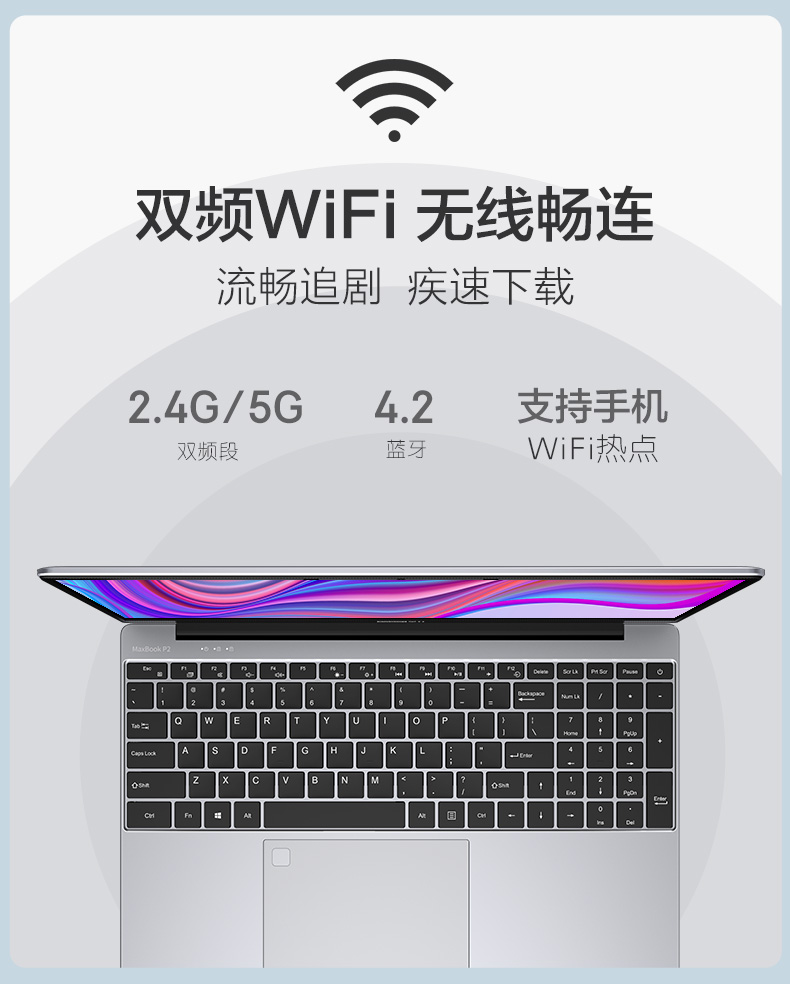 双频WiFi 无线畅连
流畅追剧 疾速下载
2.4G/5G 4.2 支持手机
双频段 蓝牙 WiFi热点
MaxBook P2
Esc F1 F2 F3 F4 F5 F6 F7 F8 F9 F10 F11 F12 Delete Scr Lk Prt Scr Pause
~ ! @ # $ % ^ & * ( ) _ + Backspace Num Lk / * -
` 1 2 3 4 5 6 7 8 9 0 - =
Tab Q W E R T Y U I O P { } | 7 8 9 +
[ ] \ Home ↑ PgUp
Caps Lock A S D F G H J K L : " Enter 4 5 6
; ' ← →
Shift Z X C V B N M < > ? Shift ↑ 1 2 3 Enter
, . / End ↓ PgDn
Ctrl Fn Alt Alt Ctrl ← ↓ → 0 .
Ins Del